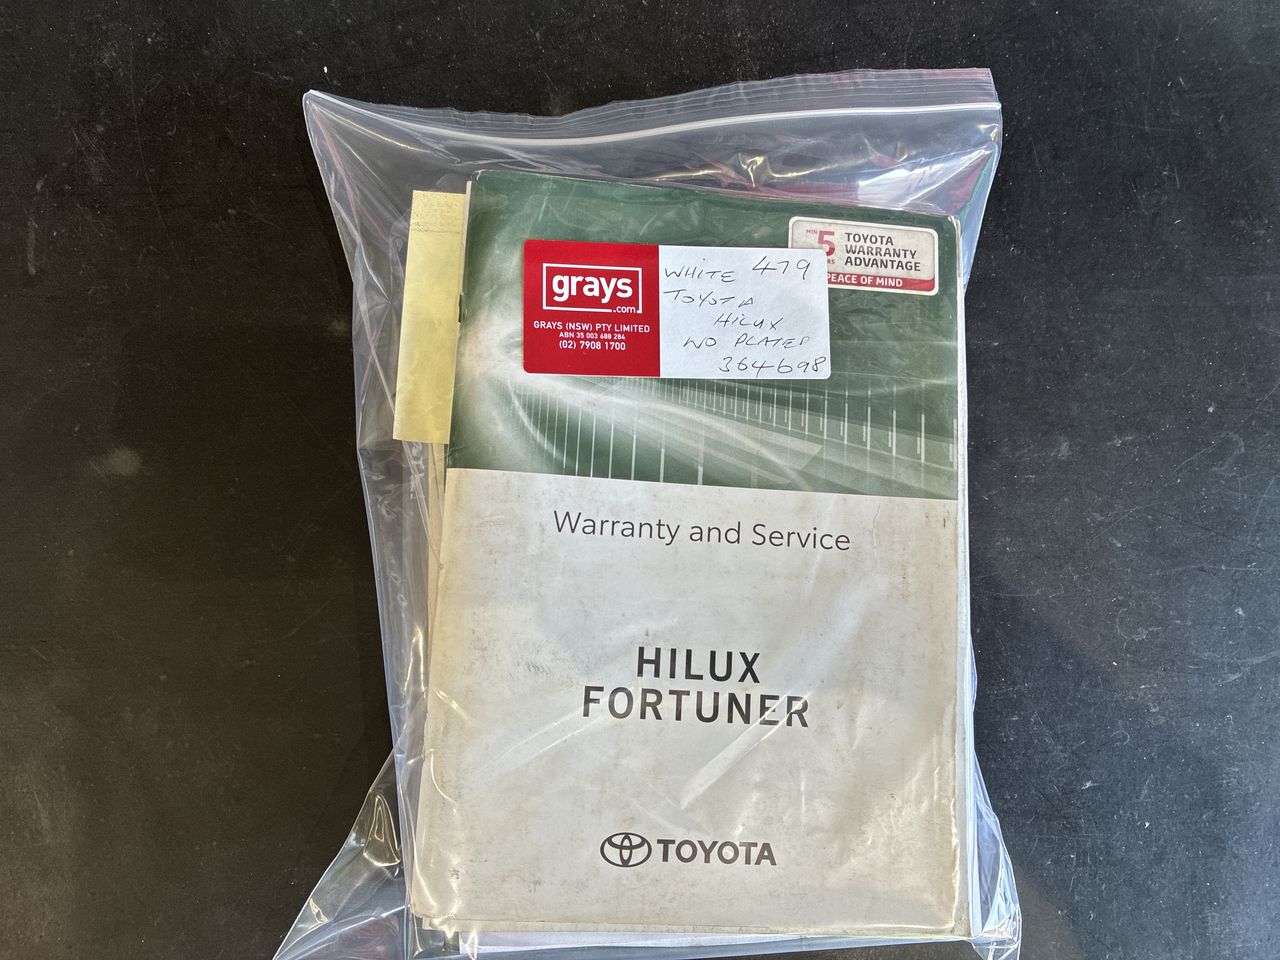 MIN 5 TOYOTA
WARRANTY
ADVANTAGE
PEACE OF MIND
grays
.com
GRAYS (NSW) PTY LIMITED
ABN 35 003 688 284
(02) 7908 1700
WHITE 479
TOYOTA
HILUX
NO PLATES
364698
Warranty and Service
HILUX
FORTUNER
TOYOTA